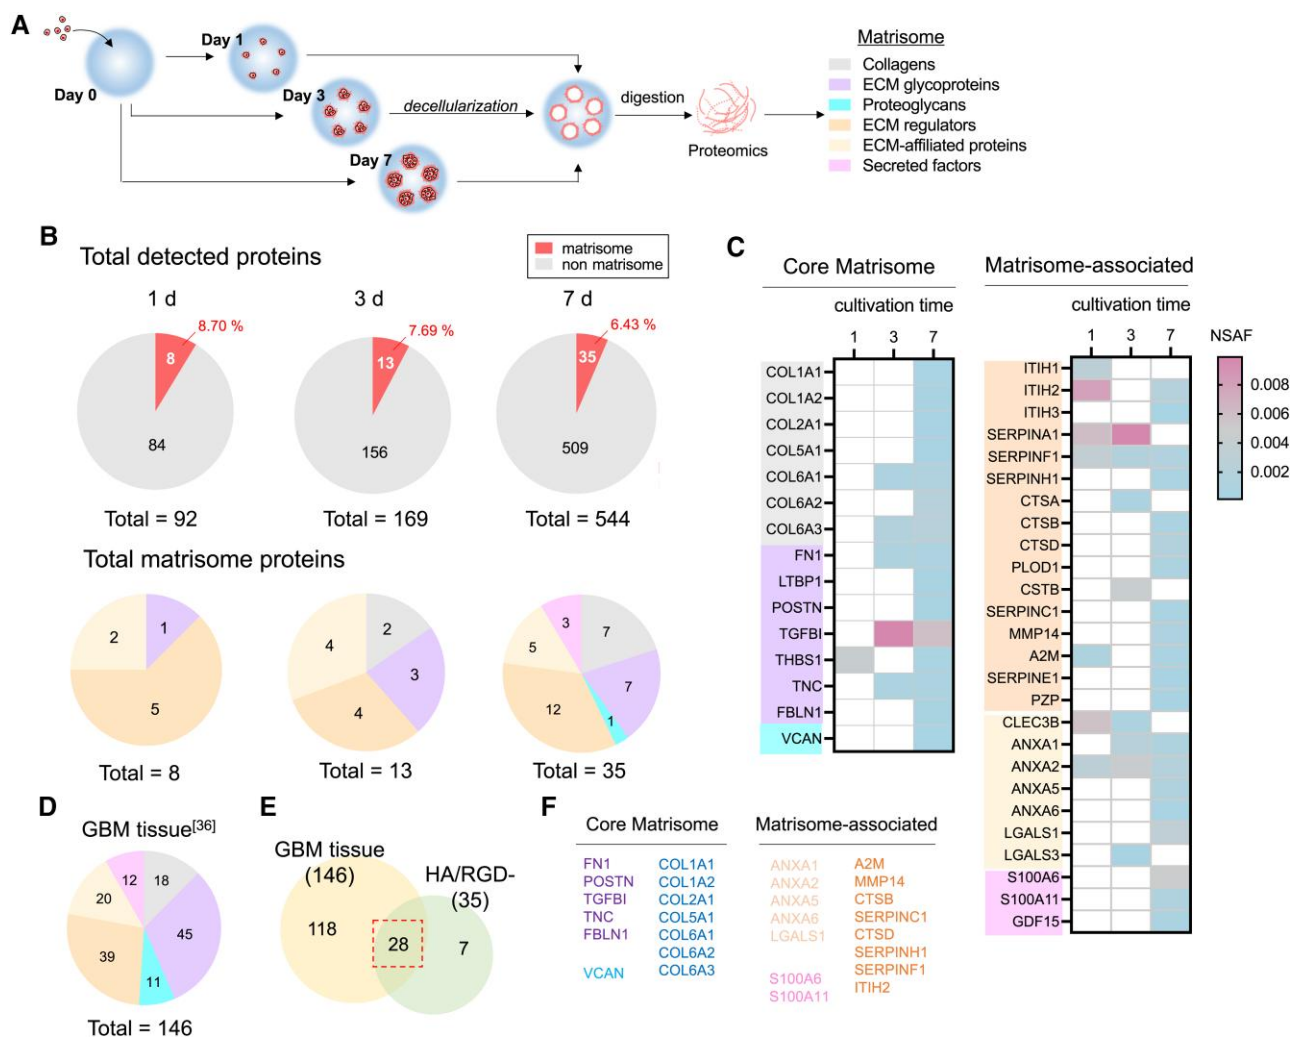 A
Day 0
Day 1
Day 3
Day 7
decellularization
digestion
Proteomics
Matrisome
Collagens
ECM glycoproteins
Proteoglycans
ECM regulators
ECM-affiliated proteins
Secreted factors
B
Total detected proteins
matrisome
non matrisome
1 d
3 d
7 d
8.70 %
7.69 %
6.43 %
8
13
35
84
156
509
Total = 92
Total = 169
Total = 544
Total matrisome proteins
2
1
5
Total = 8
4
2
3
4
Total = 13
3
7
5
7
12
1
Total = 35
C
Core Matrisome
cultivation time
1
3
7
COL1A1
COL1A2
COL2A1
COL5A1
COL6A1
COL6A2
COL6A3
FN1
LTBP1
POSTN
TGFBI
THBS1
TNC
FBLN1
VCAN
Matrisome-associated
cultivation time
1
3
7
ITIH1
ITIH2
ITIH3
SERPINA1
SERPINF1
SERPINH1
CTSA
CTSB
CTSD
PLOD1
CSTB
SERPINC1
MMP14
A2M
SERPINE1
PZP
CLEC3B
ANXA1
ANXA2
ANXA5
ANXA6
LGALS1
LGALS3
S100A6
S100A11
GDF15
NSAF
0.008
0.006
0.004
0.002
D
GBM tissue[36]
12
18
20
45
39
11
Total = 146
E
GBM tissue
(146)
HA/RGD-
(35)
118
28
7
F
Core Matrisome
FN1
POSTN
TGFBI
TNC
FBLN1
VCAN
COL1A1
COL1A2
COL2A1
COL5A1
COL6A1
COL6A2
COL6A3
Matrisome-associated
ANXA1
ANXA2
ANXA5
ANXA6
LGALS1
S100A6
S100A11
A2M
MMP14
CTSB
SERPINC1
CTSD
SERPINH1
SERPINF1
ITIH2